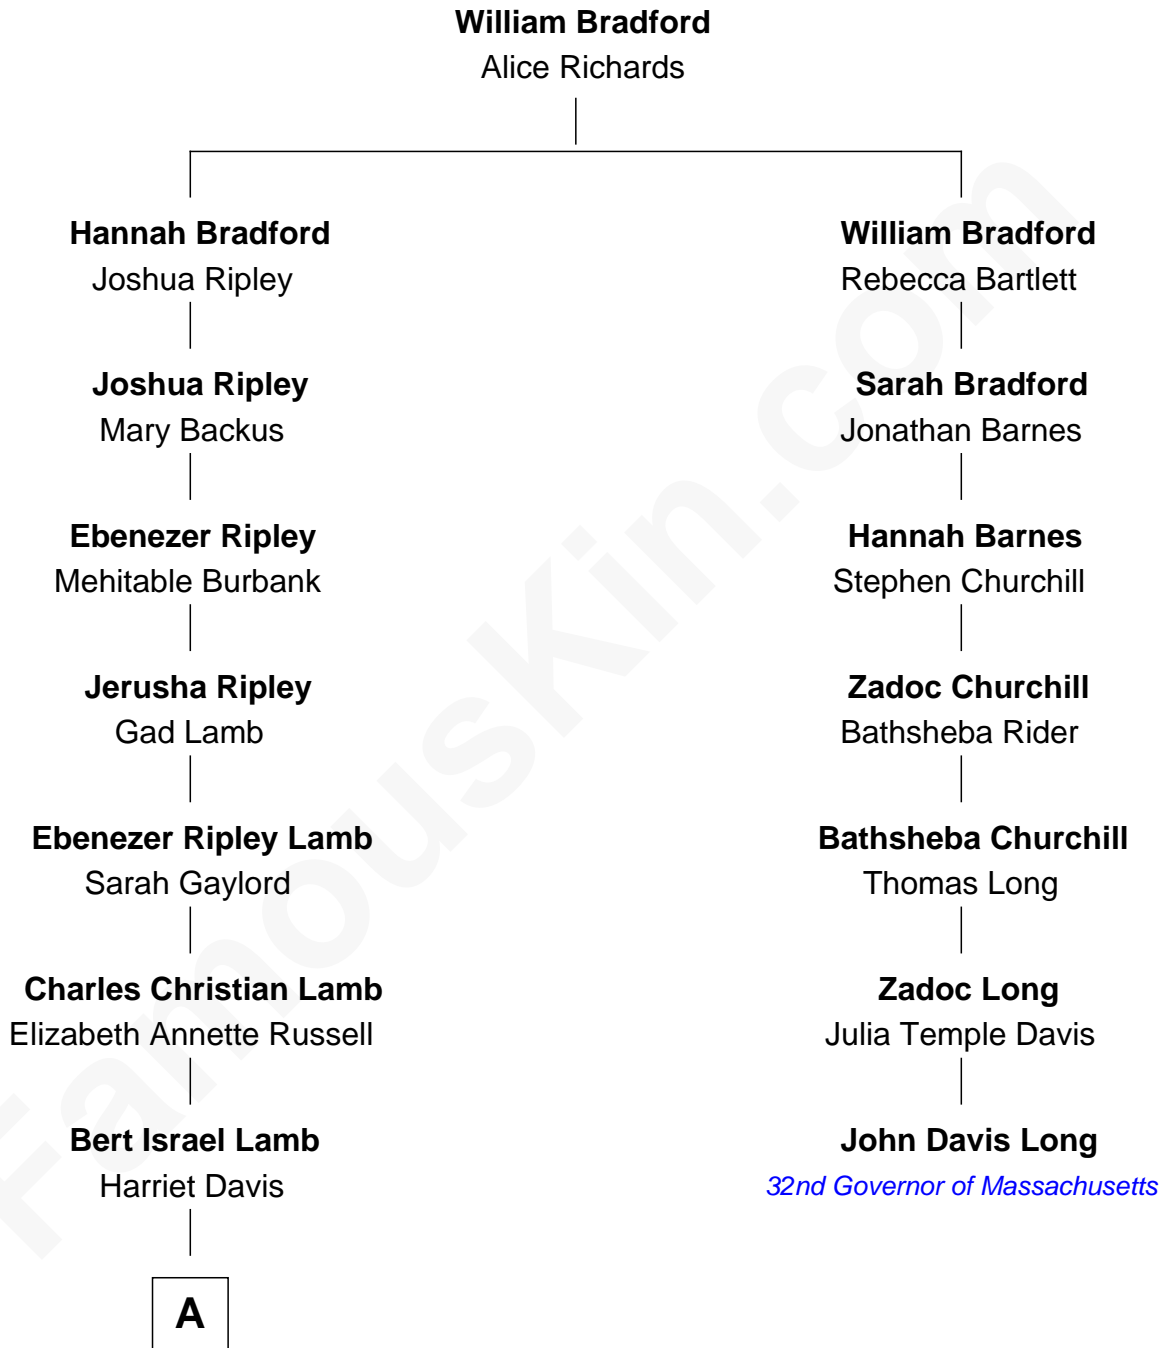 William Bradford
Alice Richards
Hannah Bradford
Joshua Ripley
William Bradford
Rebecca Bartlett
Joshua Ripley
Mary Backus
Sarah Bradford
Jonathan Barnes
Ebenezer Ripley
Mehitable Burbank
Hannah Barnes
Stephen Churchill
Jerusha Ripley
Gad Lamb
Zadoc Churchill
Bathsheba Rider
Ebenezer Ripley Lamb
Sarah Gaylord
Bathsheba Churchill
Thomas Long
Charles Christian Lamb
Elizabeth Annette Russell
Zadoc Long
Julia Temple Davis
Bert Israel Lamb
Harriet Davis
John Davis Long
32nd Governor of Massachusetts
A
FamousKin.com